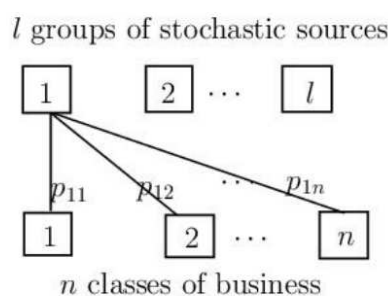 l groups of stochastic sources
1 2 ··· l
p₁₁ p₁₂ ··· p₁ₙ
1 2 ··· n
n classes of business